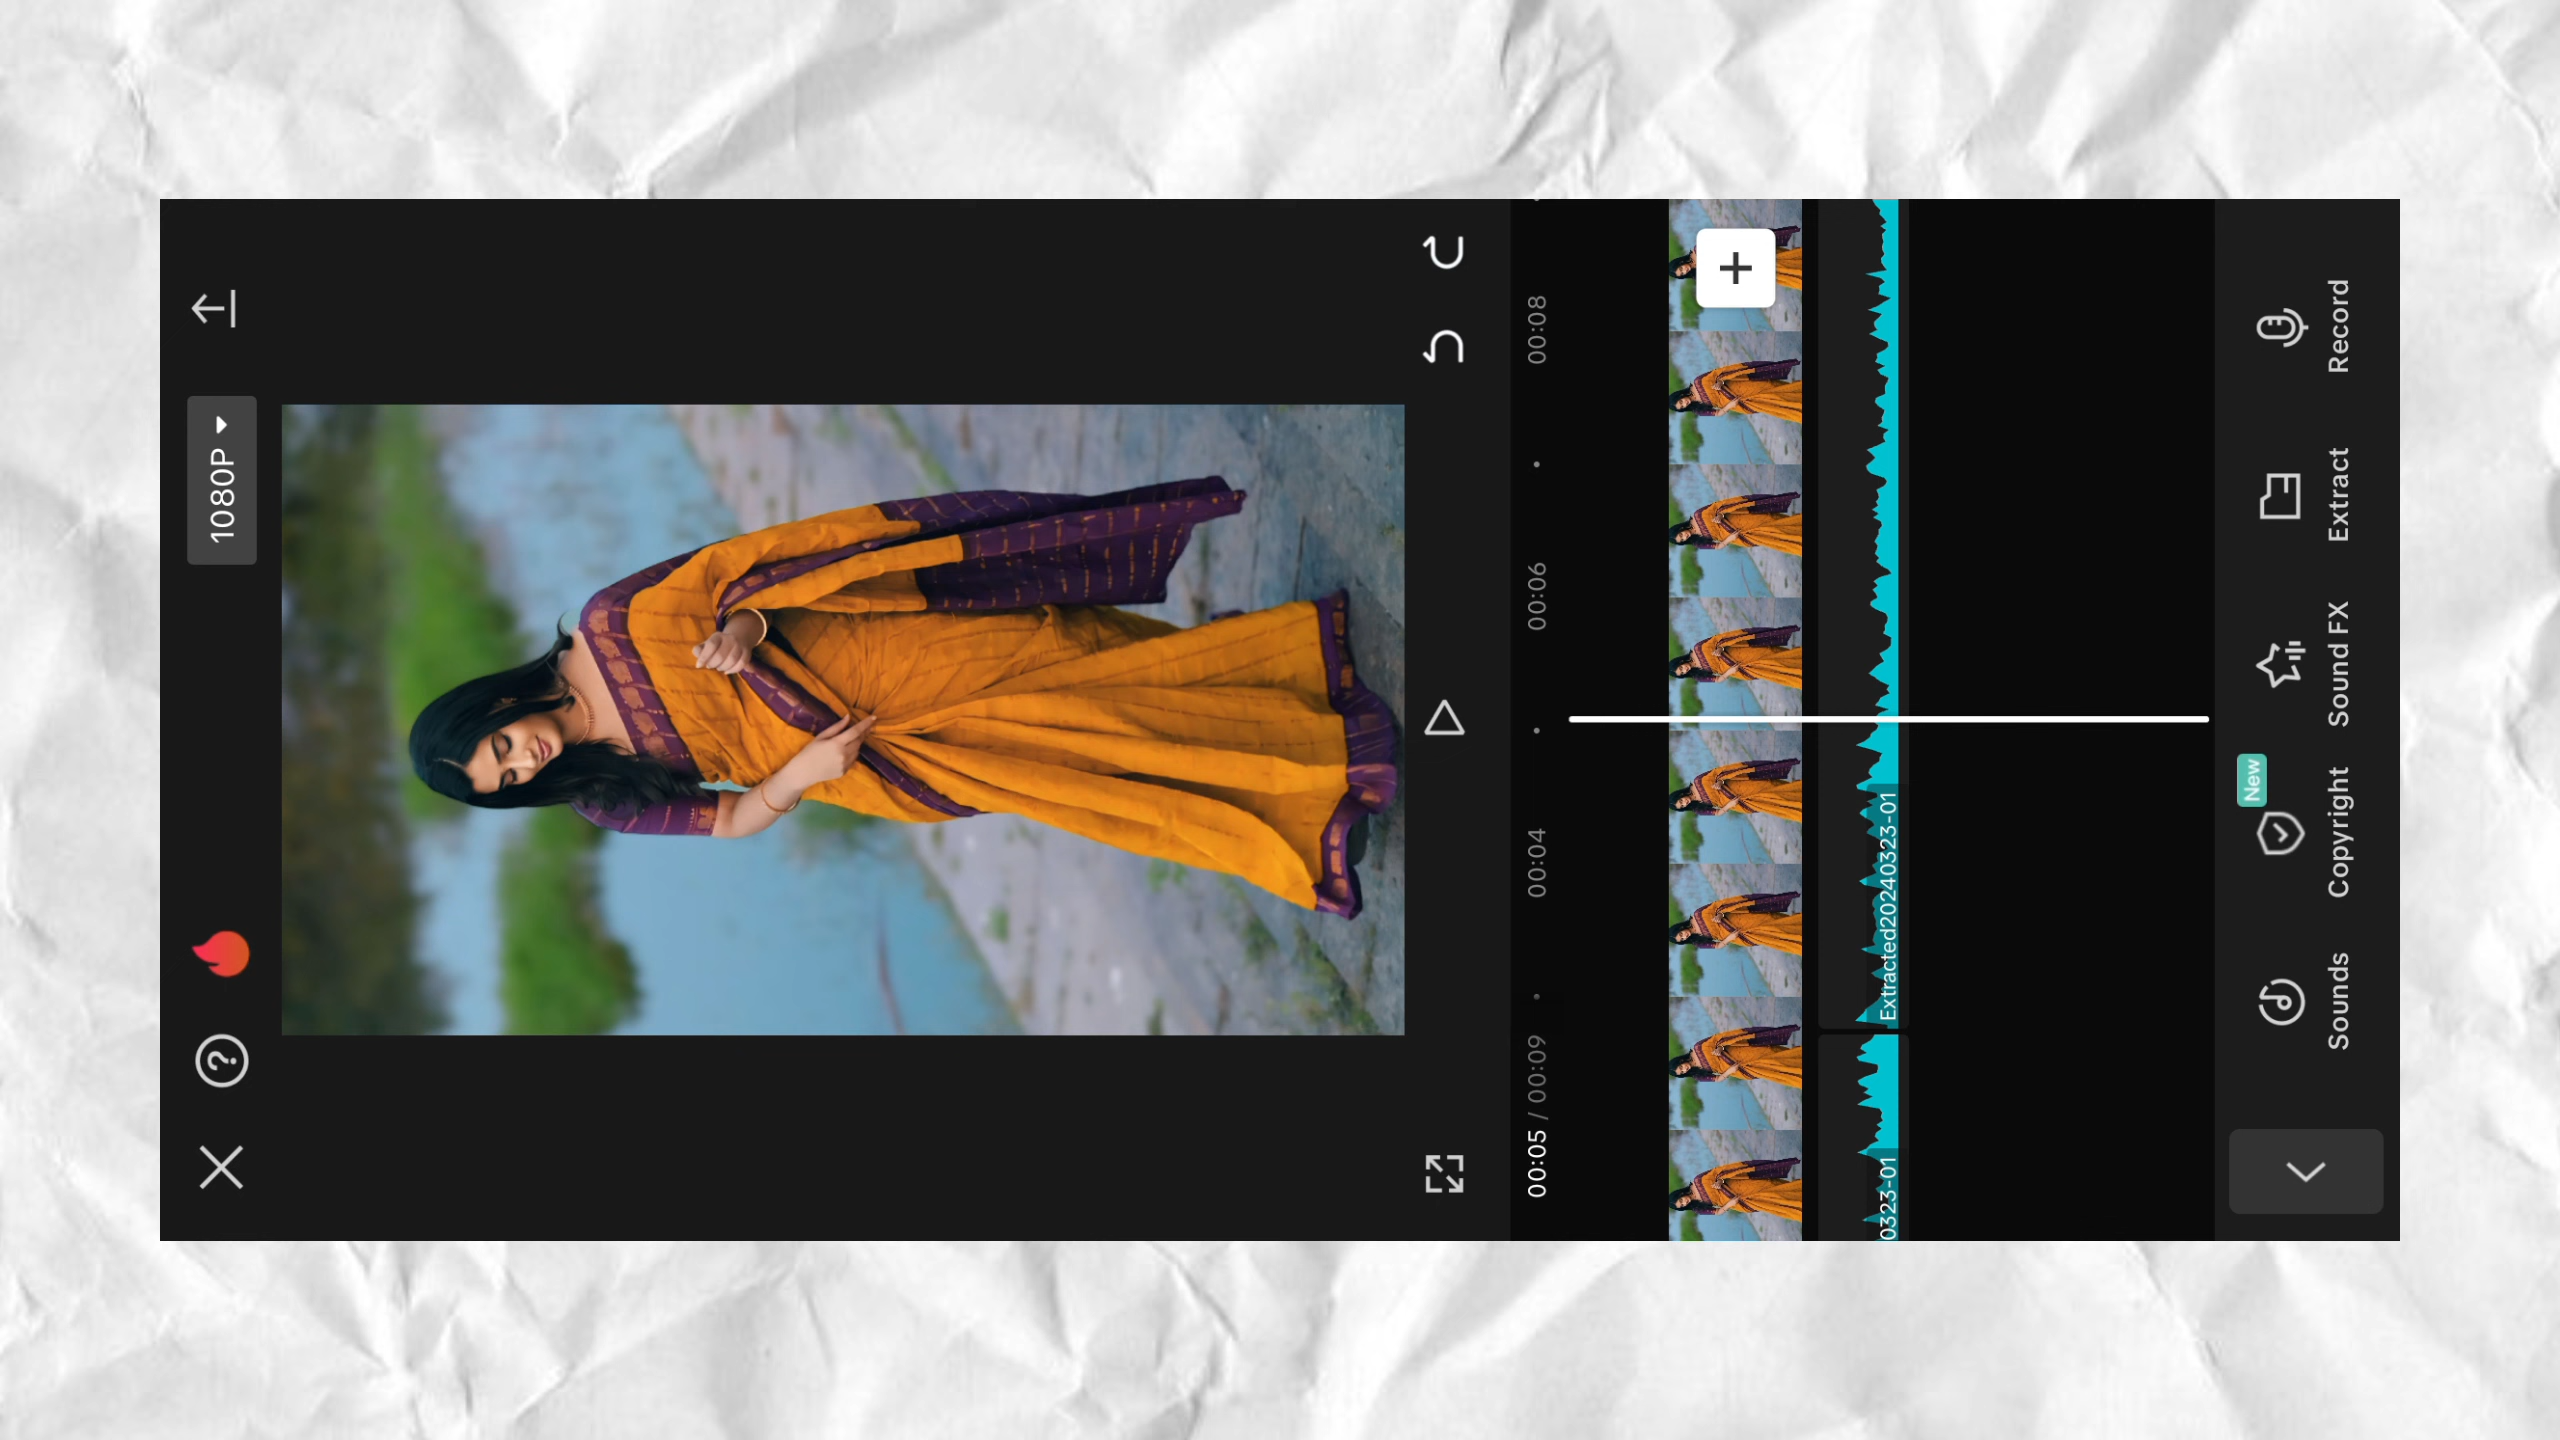 1080P
00:05 / 00:09
00:04
00:06
00:08
0323-01
Extracted20240323-01
New
Sounds
Copyright
Sound FX
Extract
Record